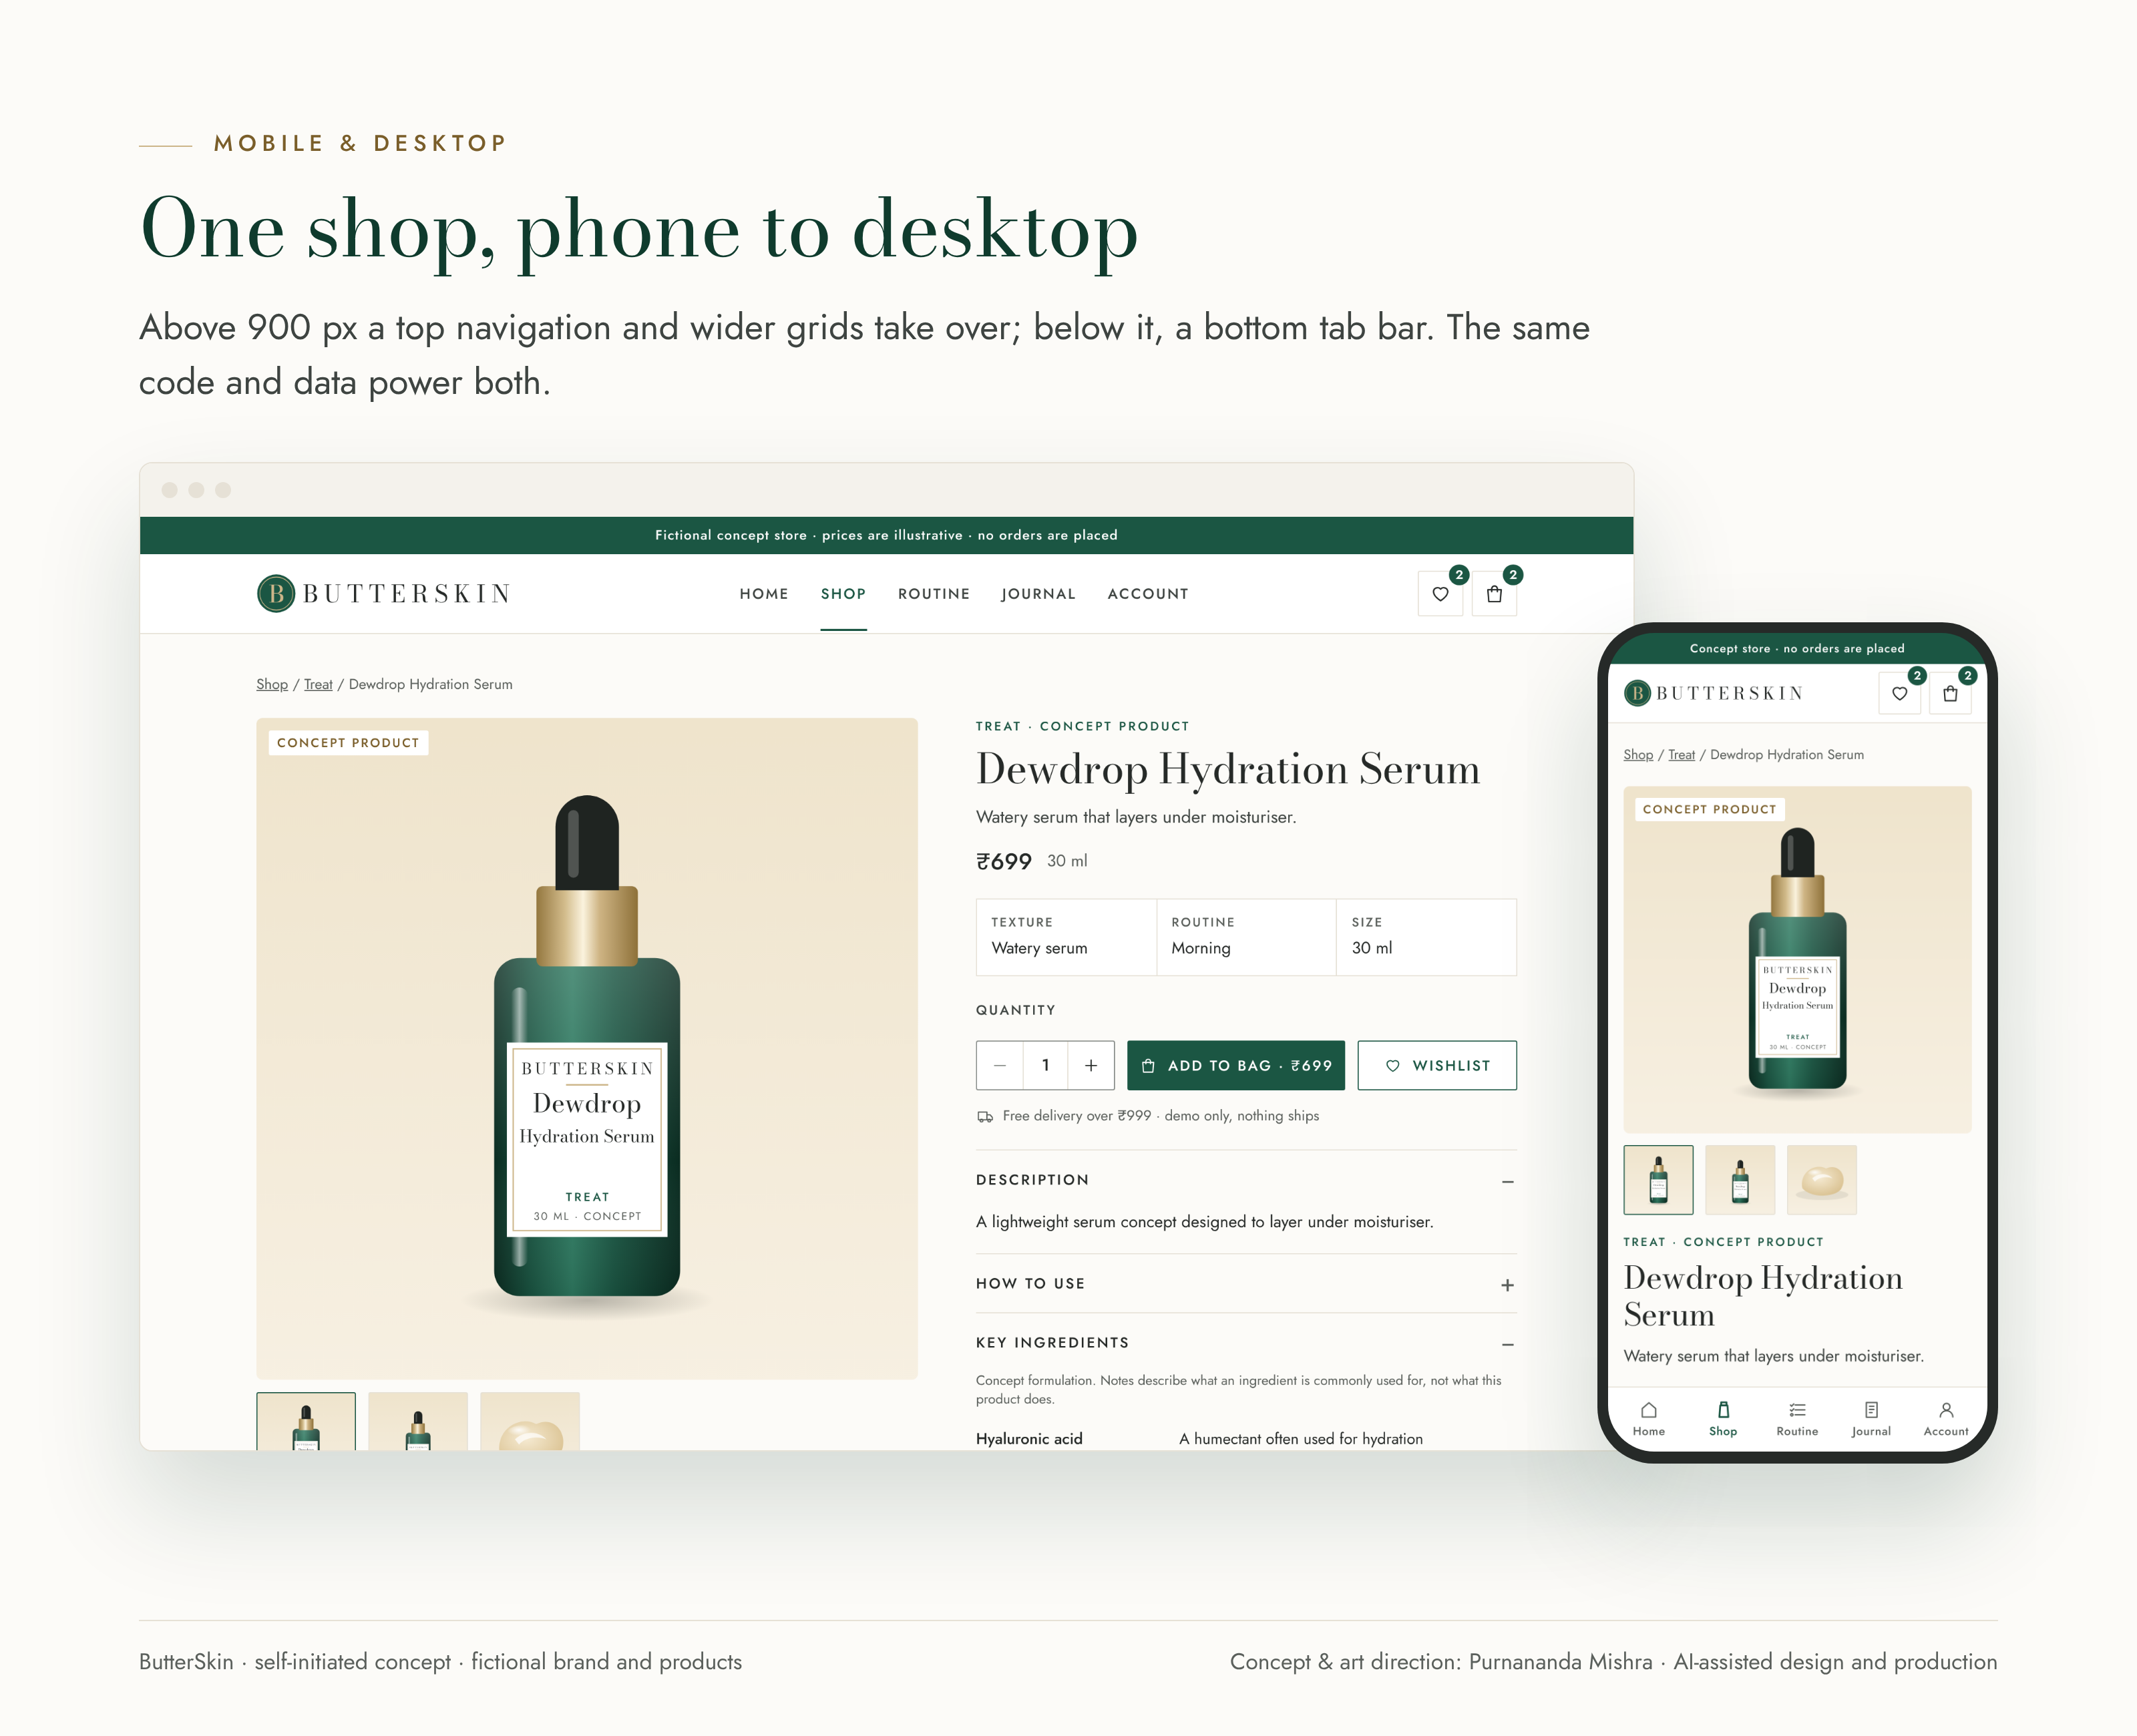 MOBILE & DESKTOP
One shop, phone to desktop
Above 900 px a top navigation and wider grids take over; below it, a bottom tab bar. The same
code and data power both.
Fictional concept store · prices are illustrative · no orders are placed
B BUTTERSKIN
HOME SHOP ROUTINE JOURNAL ACCOUNT
2 2
Shop / Treat / Dewdrop Hydration Serum
CONCEPT PRODUCT
BUTTERSKIN
Dewdrop
Hydration Serum
TREAT
30 ML · CONCEPT
TREAT · CONCEPT PRODUCT
Dewdrop Hydration Serum
Watery serum that layers under moisturiser.
₹699 30 ml
TEXTURE ROUTINE SIZE
Watery serum Morning 30 ml
QUANTITY
− 1 + ADD TO BAG · ₹699 WISHLIST
Free delivery over ₹999 · demo only, nothing ships
DESCRIPTION −
A lightweight serum concept designed to layer under moisturiser.
HOW TO USE +
KEY INGREDIENTS −
Concept formulation. Notes describe what an ingredient is commonly used for, not what this
product does.
Hyaluronic acid A humectant often used for hydration
Concept store · no orders are placed
B BUTTERSKIN 2 2
Shop / Treat / Dewdrop Hydration Serum
CONCEPT PRODUCT
BUTTERSKIN
Dewdrop
Hydration Serum
TREAT
30 ML · CONCEPT
TREAT · CONCEPT PRODUCT
Dewdrop Hydration
Serum
Watery serum that layers under moisturiser.
Home Shop Routine Journal Account
ButterSkin · self-initiated concept · fictional brand and products
Concept & art direction: Purnananda Mishra · AI-assisted design and production